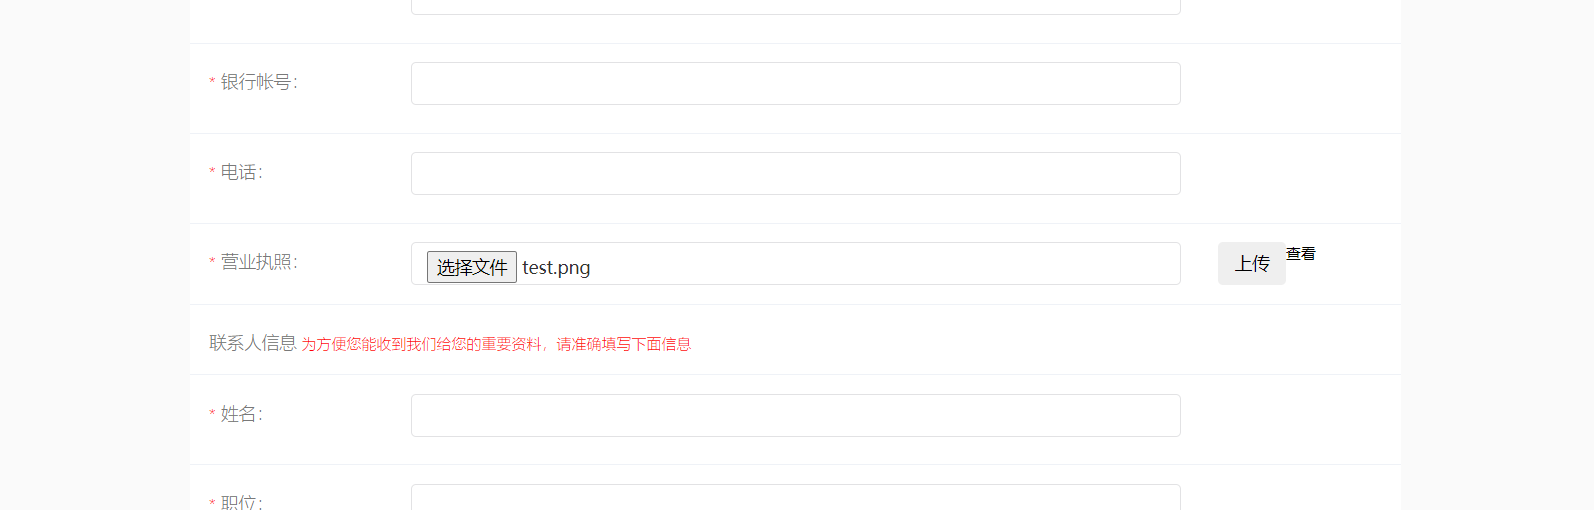 * 银行帐号：
* 电话：
* 营业执照： 选择文件 test.png 上传 查看
联系人信息 为方便您能收到我们给您的重要资料，请准确填写下面信息
* 姓名：
* 职位：